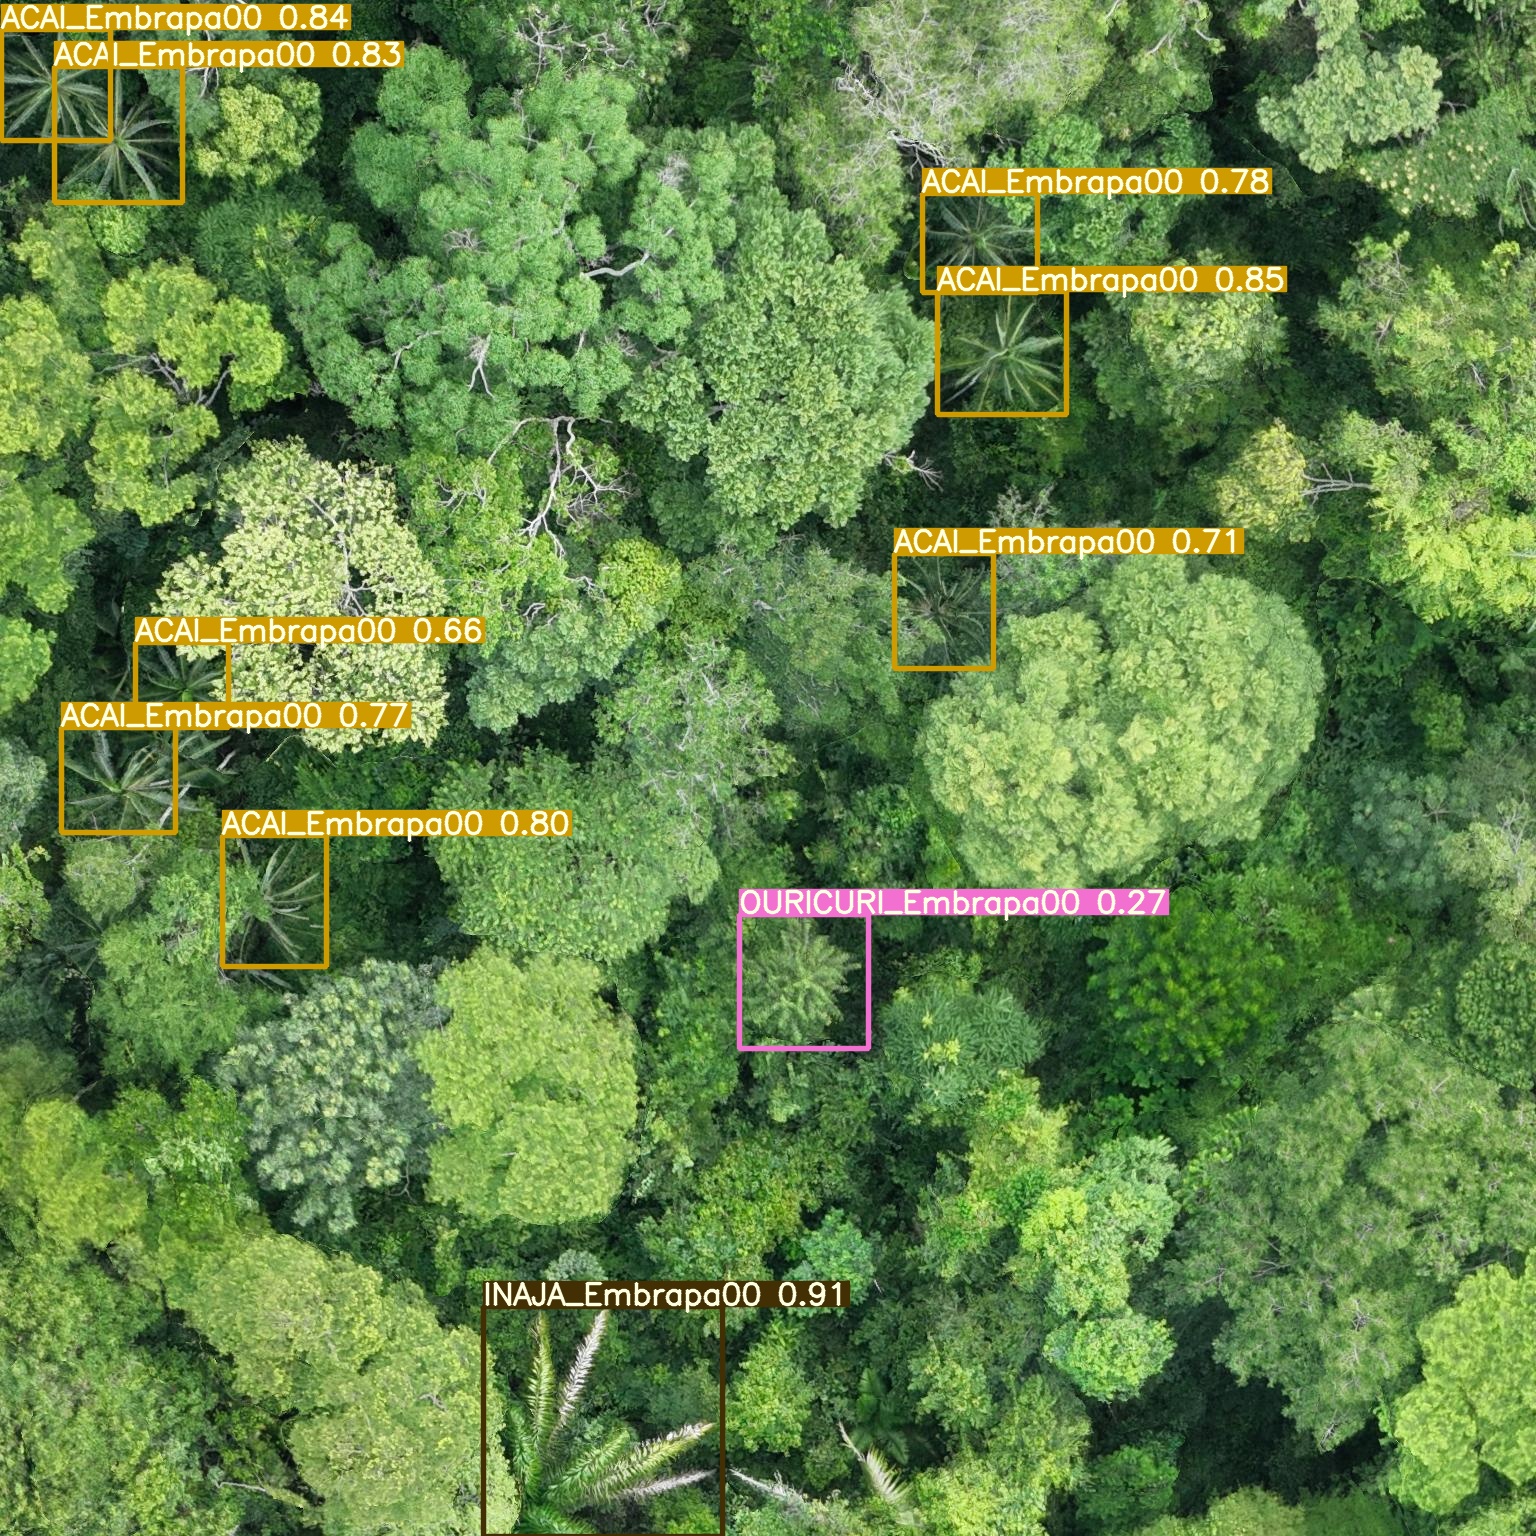 ACAI_Embrapa00 0.84
ACAI_Embrapa00 0.83
ACAI_Embrapa00 0.78
ACAI_Embrapa00 0.85
ACAI_Embrapa00 0.71
ACAI_Embrapa00 0.66
ACAI_Embrapa00 0.77
ACAI_Embrapa00 0.80
OURICURI_Embrapa00 0.27
INAJA_Embrapa00 0.91